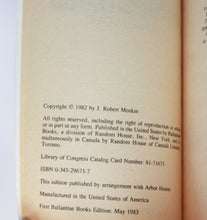 Copyright © 1982 by J. Robert Moskin
All rights reserved, including the right of reproduction in whole
or in part in any form. Published in the United States by Ballantine
Books, a division of Random House, Inc., New York, and
simultaneously in Canada by Random House of Canada Limited,
Toronto.
Library of Congress Catalog Card Number: 81-71671
ISBN 0-345-29673-7
This edition published by arrangement with Arbor House
Manufactured in the United States of America
First Ballantine Books Edition: May 1983